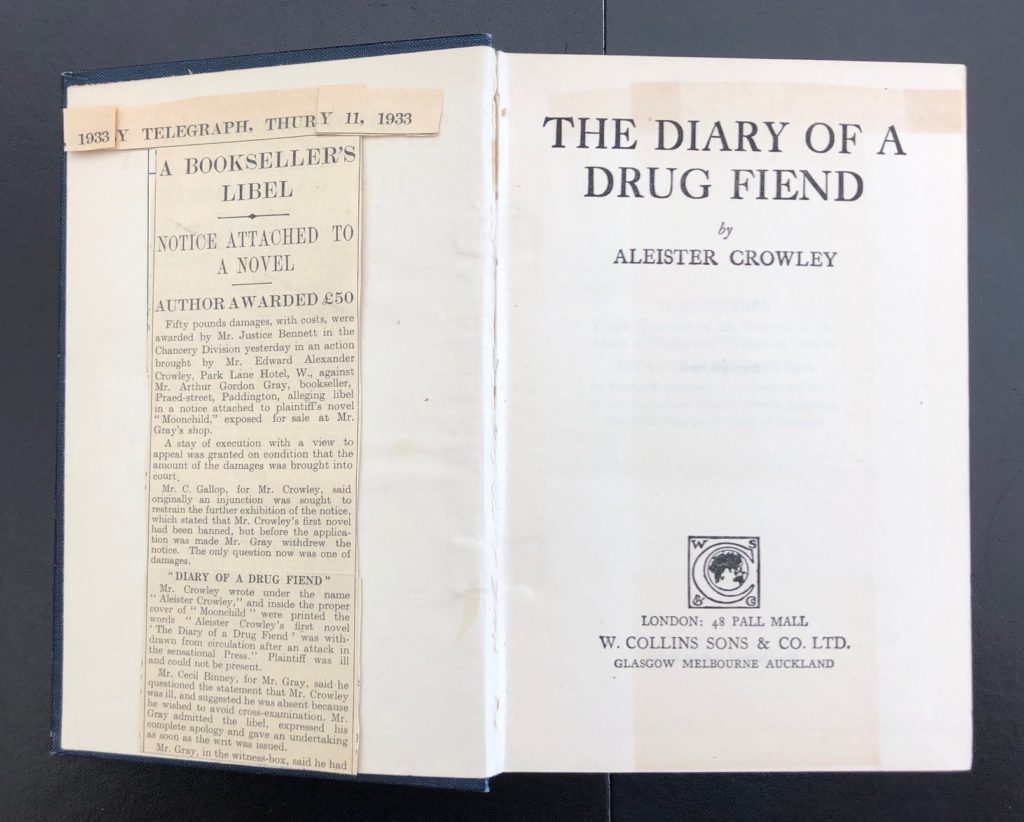 1933 Y TELEGRAPH, THUR Y 11, 1933
A BOOKSELLER'S
LIBEL
NOTICE ATTACHED TO
A NOVEL
AUTHOR AWARDED £50
Fifty pounds damages, with costs, were
awarded by Mr. Justice Bennett in the
Chancery Division yesterday in an action
brought by Mr. Edward Alexander
Crowley, Park Lane Hotel, W., against
Mr. Arthur Gordon Gray, bookseller,
Praed-street, Paddington, alleging libel
in a notice attached to plaintiff's novel
"Moonchild," exposed for sale at Mr.
Gray's shop.
A stay of execution with a view to
appeal was granted on condition that the
amount of the damages was brought into
court.
Mr. C. Gallop, for Mr. Crowley, said
originally an injunction was sought to
restrain the further exhibition of the notice,
which stated that Mr. Crowley's first novel
had been banned, but before the applica-
tion was made Mr. Gray withdrew the
notice. The only question now was one of
damages.
"DIARY OF A DRUG FIEND"
Mr. Crowley wrote under the name
"Aleister Crowley," and inside the proper
cover of "Moonchild" were printed the
words "Aleister Crowley's first novel
'The Diary of a Drug Fiend' was with-
drawn from circulation after an attack in
the sensational Press." Plaintiff was ill
and could not be present.
Mr. Cecil Binney, for Mr. Gray, said he
questioned the statement that Mr. Crowley
was ill, and suggested he was absent because
he wished to avoid cross-examination. Mr.
Gray admitted the libel, expressed his
complete apology and gave an undertaking
as soon as the writ was issued.
Mr. Gray, in the witness-box, said he had
THE DIARY OF A
DRUG FIEND
by
ALEISTER CROWLEY
W S
& C
LONDON: 48 PALL MALL
W. COLLINS SONS & CO. LTD.
GLASGOW MELBOURNE AUCKLAND